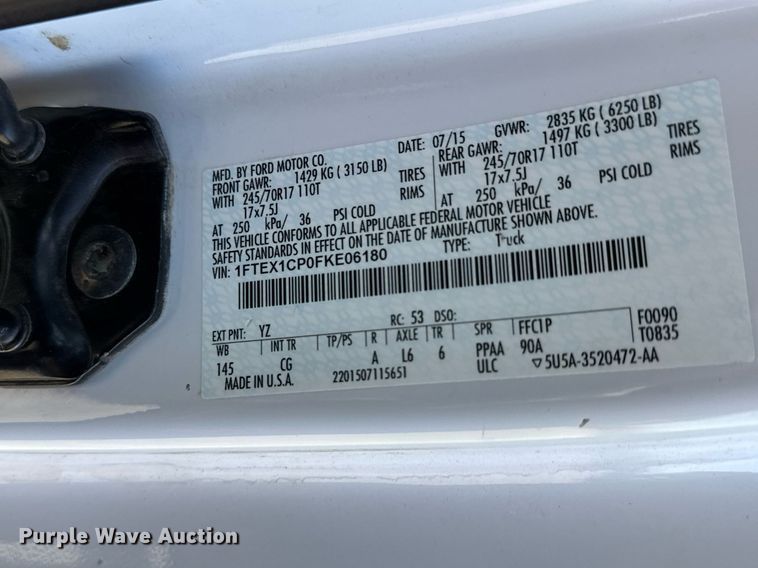 MFD. BY FORD MOTOR CO. DATE: 07/15 GVWR: 2835 KG ( 6250 LB)
FRONT GAWR: 1429 KG ( 3150 LB) REAR GAWR: 1497 KG ( 3300 LB)
WITH 245/70R17 110T TIRES WITH 245/70R17 110T TIRES
17x7.5J RIMS 17x7.5J RIMS
AT 250 kPa/ 36 PSI COLD AT 250 kPa/ 36 PSI COLD
THIS VEHICLE CONFORMS TO ALL APPLICABLE FEDERAL MOTOR VEHICLE
SAFETY STANDARDS IN EFFECT ON THE DATE OF MANUFACTURE SHOWN ABOVE.
VIN: 1FTEX1CP0FKE06180 TYPE: Truck
EXT PNT: YZ RC: 53 DSO:
WB INT TR TP/PS R AXLE TR SPR FFC1P F0090
145 CG A L6 6 PPAA 90A T0835
MADE IN U.S.A. 2201507115651 ULC ▽5U5A-3520472-AA
Purple Wave Auction